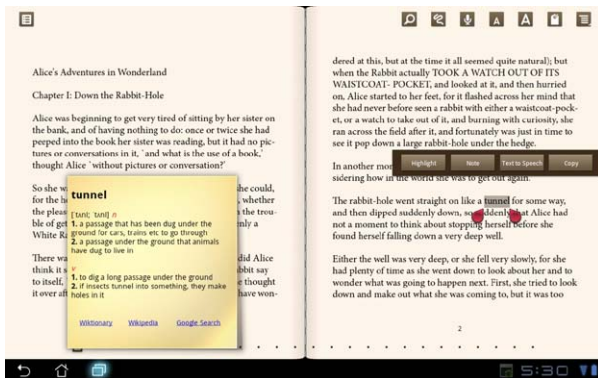 Alice's Adventures in Wonderland
Chapter I: Down the Rabbit-Hole
Alice was beginning to get very tired of sitting by her sister on
the bank, and of having nothing to do: once or twice she had
peeped into the book her sister was reading, but it had no pic-
tures or conversations in it, `and what is the use of a book,'
thought Alice `without pictures or conversation?'
So she w
she could,
for the h
, whether
the pleas
the trou-
ble of get
enly a
White Ra
There wa
did Alice
think it s
bbit say
to itself, `
e thought
it over aft
have won-
tunnel
['tʌnl; 'tʌnl] n
1. a passage that has been dug under the
ground for cars, trains etc to go through
2. a passage under the ground that animals
have dug to live in
v
1. to dig a long passage under the ground
2. if insects tunnel into something, they make
holes in it
Wiktionary Wikipedia Google Search
A A
dered at this, but at the time it all seemed quite natural); but
when the Rabbit actually TOOK A WATCH OUT OF ITS
WAISTCOAT- POCKET, and looked at it, and then hurried
on, Alice started to her feet, for it flashed across her mind that
she had never before seen a rabbit with either a waistcoat-pock-
et, or a watch to take out of it, and burning with curiosity, she
ran across the field after it, and fortunately was just in time to
see it pop down a large rabbit-hole under the hedge.
Highlight Note Text to Speech Copy
In another mo
sidering how in the world she was to get out again.
The rabbit-hole went straight on like a tunnel for some way,
and then dipped suddenly down, so suddenly that Alice had
not a moment to think about stopping herself before she
found herself falling down a very deep well.
Either the well was very deep, or she fell very slowly, for she
had plenty of time as she went down to look about her and to
wonder what was going to happen next. First, she tried to look
down and make out what she was coming to, but it was too
2
5:30